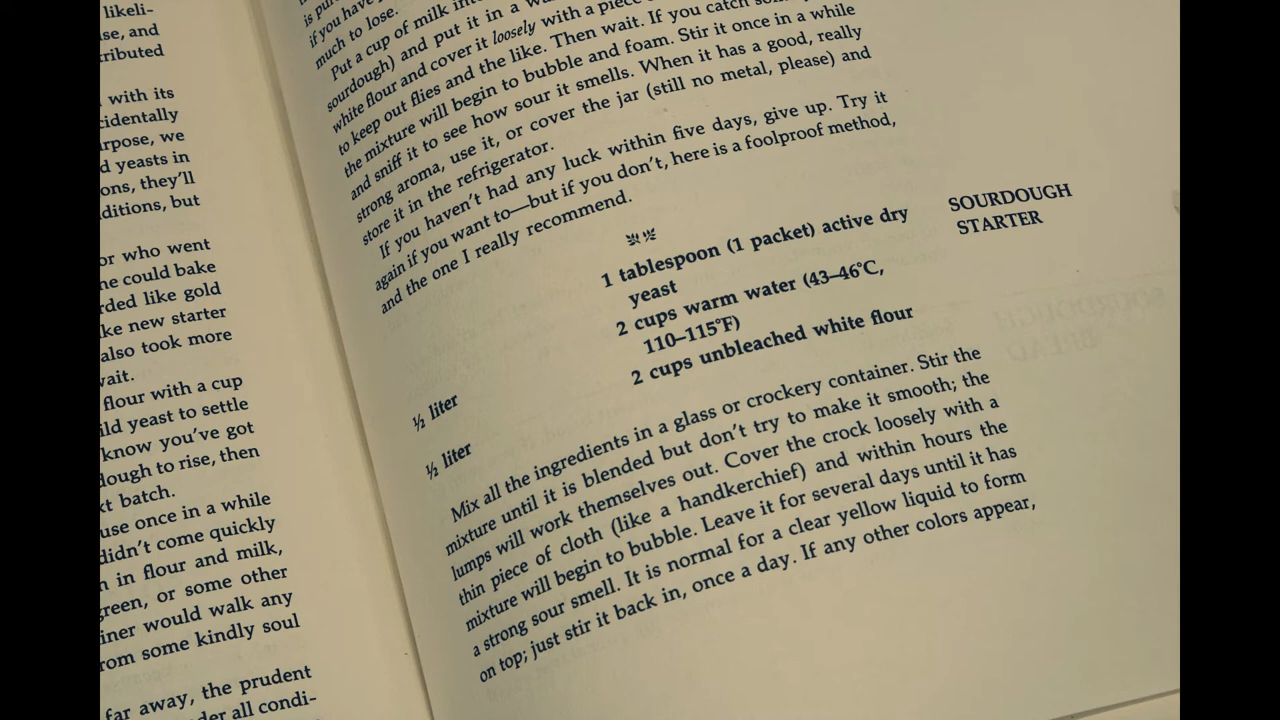 likeli-
se, and
tributed
with its
cidentally
rpose, we
d yeasts in
ons, they'll
ditions, but
or who went
he could bake
rded like gold
ke new starter
also took more
vait.
flour with a cup
ild yeast to settle
know you've got
dough to rise, then
xt batch.
use once in a while
didn't come quickly
n in flour and milk,
green, or some other
iner would walk any
rom some kindly soul
far away, the prudent
der all condi-
if you have
much to lose.
Put a cup of milk
sourdough) and put it in a
white flour and cover it loosely with a piece
to keep out flies and the like. Then wait. If you catch
the mixture will begin to bubble and foam. Stir it once in a while
and sniff it to see how sour it smells. When it has a good, really
strong aroma, use it, or cover the jar (still no metal, please) and
store it in the refrigerator.
If you haven't had any luck within five days, give up. Try it
again if you want to—but if you don't, here is a foolproof method,
and the one I really recommend.
SOURDOUGH
STARTER
1 tablespoon (1 packet) active dry
yeast
2 cups warm water (43–46°C,
110–115°F)
2 cups unbleached white flour
½ liter
½ liter
Mix all the ingredients in a glass or crockery container. Stir the
mixture until it is blended but don't try to make it smooth; the
lumps will work themselves out. Cover the crock loosely with a
thin piece of cloth (like a handkerchief) and within hours the
mixture will begin to bubble. Leave it for several days until it has
a strong sour smell. It is normal for a clear yellow liquid to form
on top; just stir it back in, once a day. If any other colors appear,